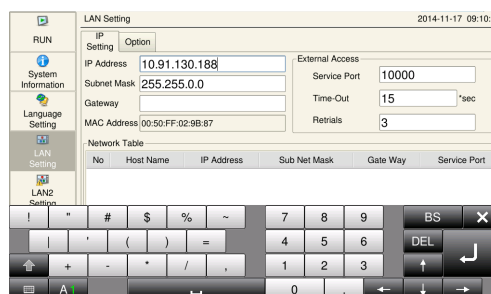 LAN Setting 2014-11-17 09:10:
RUN
System
Information
Language
Setting
LAN
Setting
LAN2
Setting
IP
Setting
Option
IP Address 10.91.130.188
Subnet Mask 255.255.0.0
Gateway
MAC Address 00:50:FF:02:9B:87
External Access
Service Port 10000
Time-Out 15 *sec
Retrials 3
Network Table
No Host Name IP Address Sub Net Mask Gate Way Service Port
! " # $ % ~ 7 8 9 BS X
| ' ( ) = 4 5 6 DEL
+ - * / , 1 2 3
A 0 .